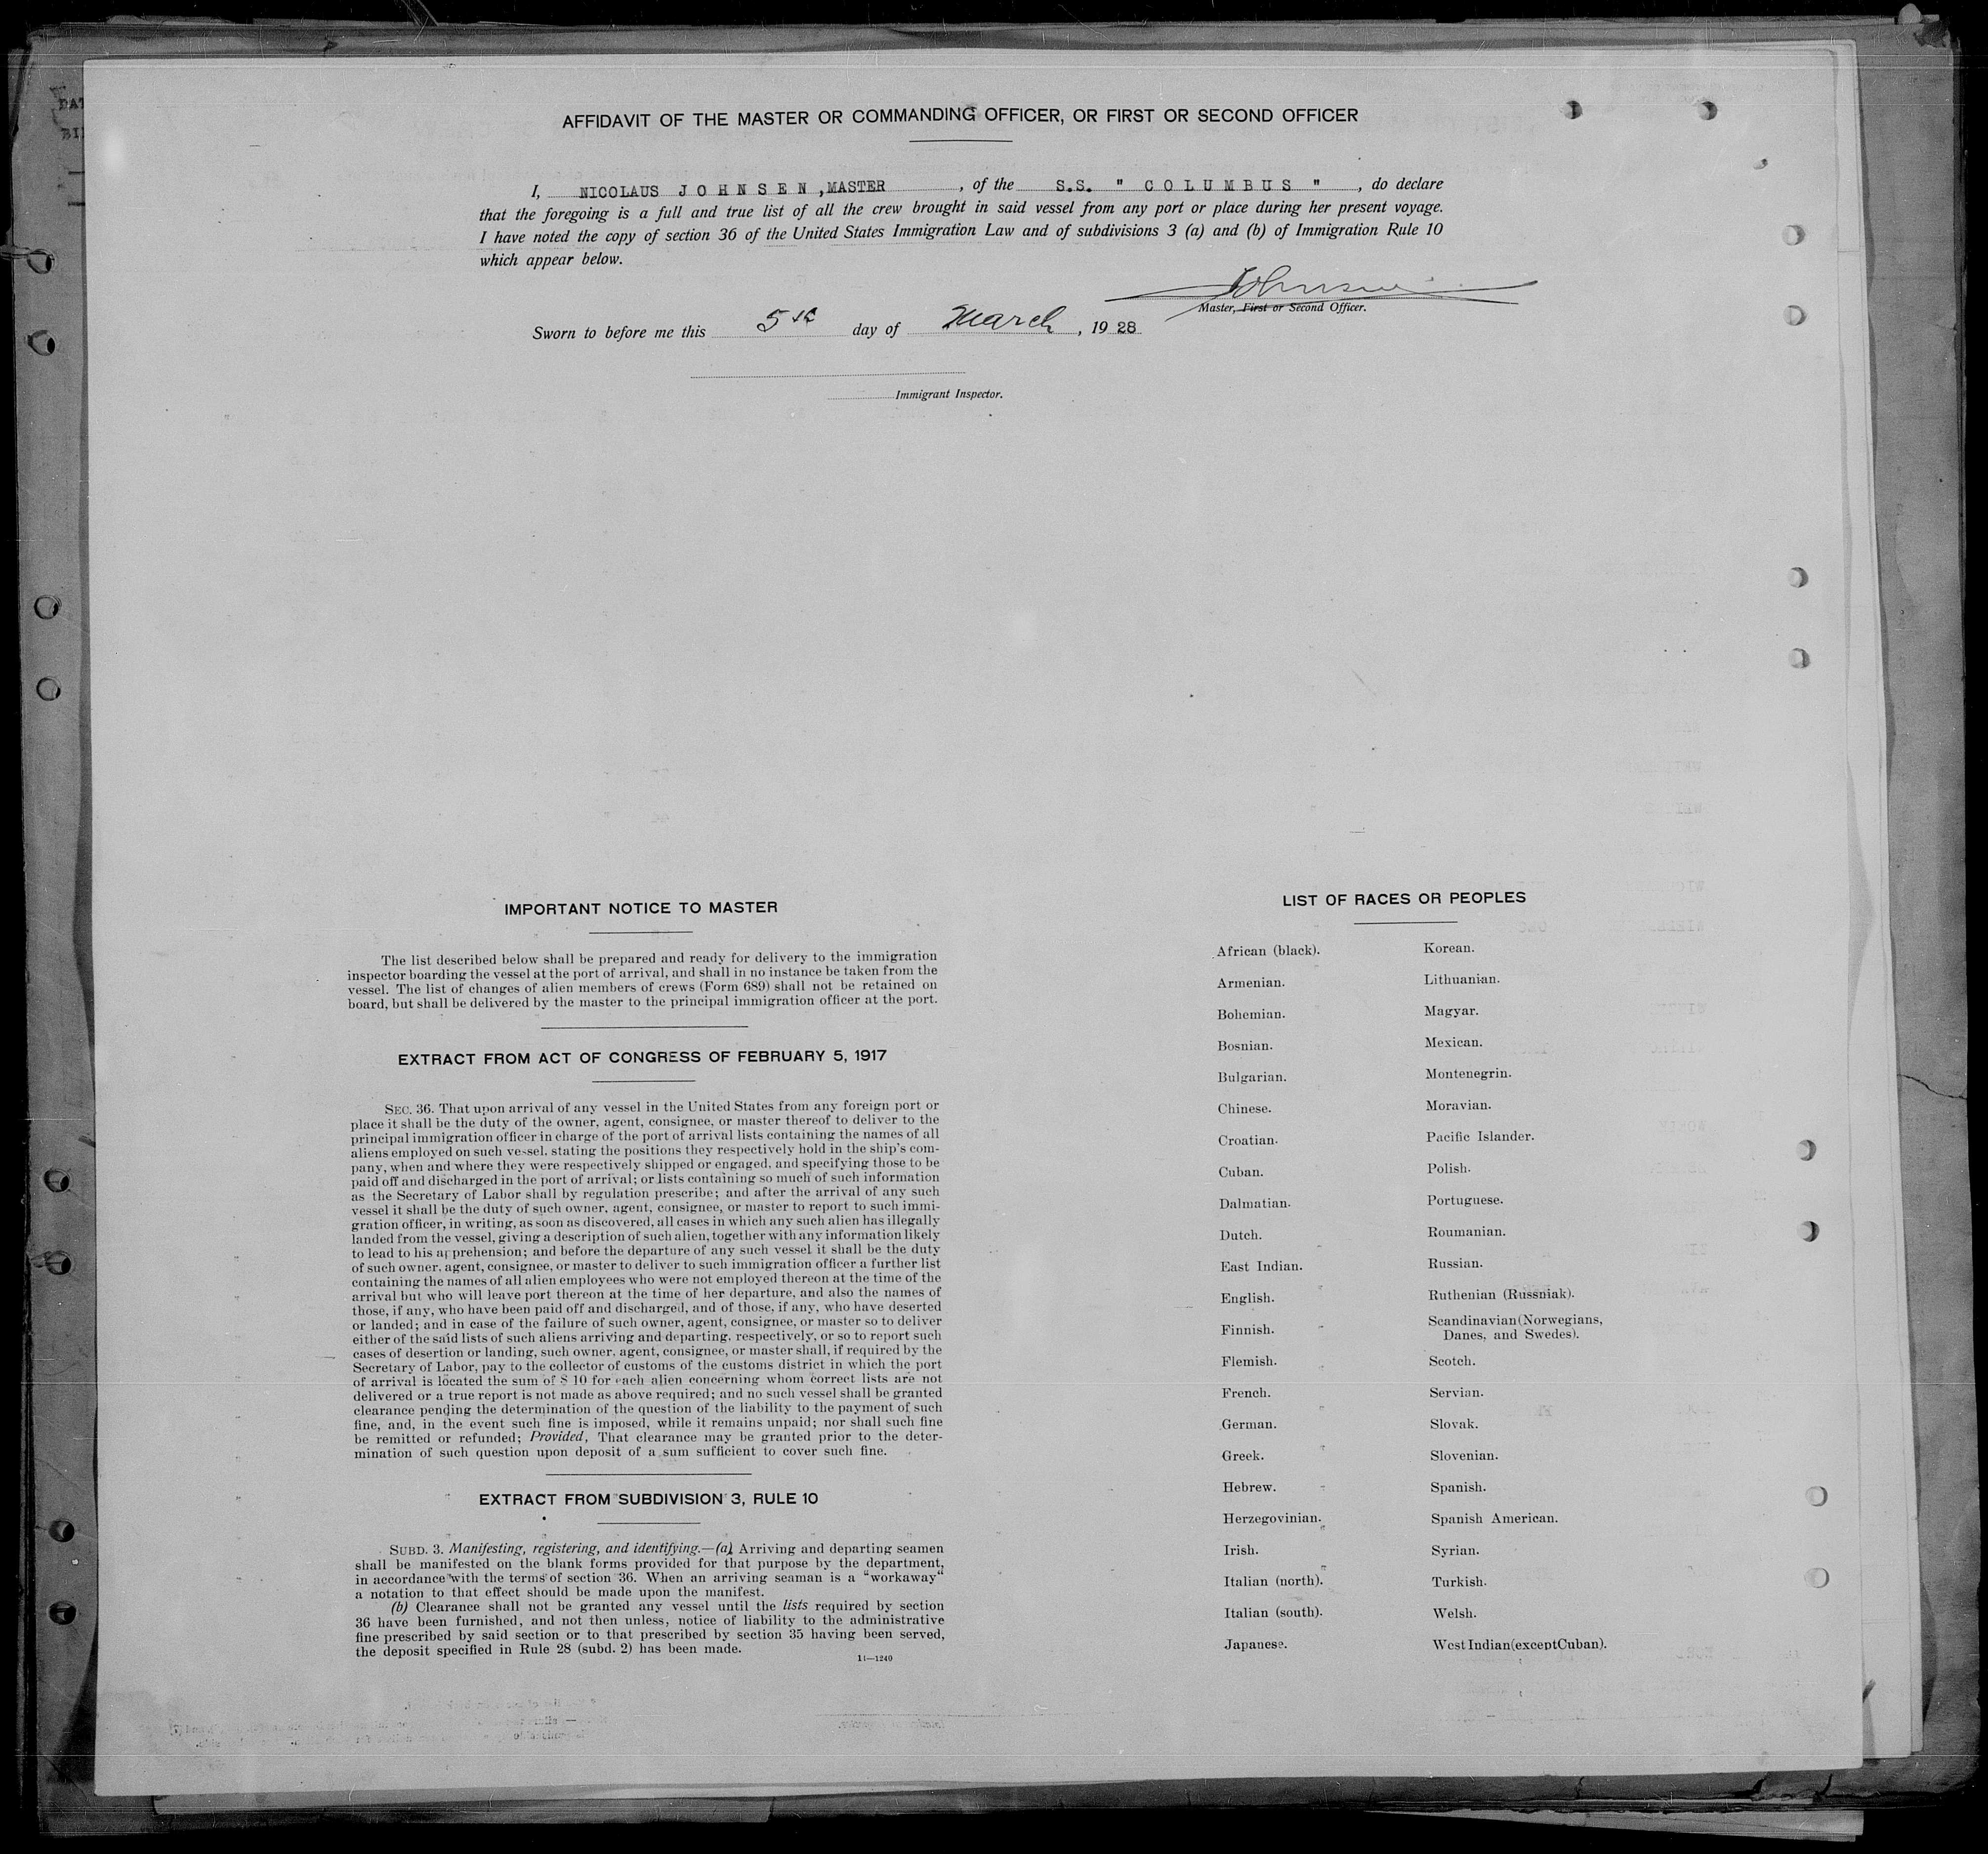 AFFIDAVIT OF THE MASTER OR COMMANDING OFFICER, OR FIRST OR SECOND OFFICER
I, NICOLAUS J O H N S E N ,MASTER , of the S.S. " C O L U M B U S " , do declare
that the foregoing is a full and true list of all the crew brought in said vessel from any port or place during her present voyage.
I have noted the copy of section 36 of the United States Immigration Law and of subdivisions 3 (a) and (b) of Immigration Rule 10
which appear below.
Johnsen
Master, First or Second Officer.
Sworn to before me this 5th day of March , 19 28
Immigrant Inspector.
IMPORTANT NOTICE TO MASTER
The list described below shall be prepared and ready for delivery to the immigration
inspector boarding the vessel at the port of arrival, and shall in no instance be taken from the
vessel. The list of changes of alien members of crews (Form 689) shall not be retained on
board, but shall be delivered by the master to the principal immigration officer at the port.
EXTRACT FROM ACT OF CONGRESS OF FEBRUARY 5, 1917
SEC. 36. That upon arrival of any vessel in the United States from any foreign port or
place it shall be the duty of the owner, agent, consignee, or master thereof to deliver to the
principal immigration officer in charge of the port of arrival lists containing the names of all
aliens employed on such vessel, stating the positions they respectively hold in the ship's com-
pany, when and where they were respectively shipped or engaged, and specifying those to be
paid off and discharged in the port of arrival; or lists containing so much of such information
as the Secretary of Labor shall by regulation prescribe; and after the arrival of any such
vessel it shall be the duty of such owner, agent, consignee, or master to report to such immi-
gration officer, in writing, as soon as discovered, all cases in which any such alien has illegally
landed from the vessel, giving a description of such alien, together with any information likely
to lead to his apprehension; and before the departure of any such vessel it shall be the duty
of such owner, agent, consignee, or master to deliver to such immigration officer a further list
containing the names of all alien employees who were not employed thereon at the time of the
arrival but who will leave port thereon at the time of her departure, and also the names of
those, if any, who have been paid off and discharged, and of those, if any, who have deserted
or landed; and in case of the failure of such owner, agent, consignee, or master so to deliver
either of the said lists of such aliens arriving and departing, respectively, or so to report such
cases of desertion or landing, such owner, agent, consignee, or master shall, if required by the
Secretary of Labor, pay to the collector of customs of the customs district in which the port
of arrival is located the sum of $ 10 for each alien concerning whom correct lists are not
delivered or a true report is not made as above required; and no such vessel shall be granted
clearance pending the determination of the question of the liability to the payment of such
fine, and, in the event such fine is imposed, while it remains unpaid; nor shall such fine
be remitted or refunded; Provided, That clearance may be granted prior to the deter-
mination of such question upon deposit of a sum sufficient to cover such fine.
EXTRACT FROM SUBDIVISION 3, RULE 10
SUBD. 3. Manifesting, registering, and identifying.—(a) Arriving and departing seamen
shall be manifested on the blank forms provided for that purpose by the department,
in accordance with the terms of section 36. When an arriving seaman is a "workaway"
a notation to that effect should be made upon the manifest.
(b) Clearance shall not be granted any vessel until the lists required by section
36 have been furnished, and not then unless, notice of liability to the administrative
fine prescribed by said section or to that prescribed by section 35 having been served,
the deposit specified in Rule 28 (subd. 2) has been made.
14—1240
LIST OF RACES OR PEOPLES
African (black).
Armenian.
Bohemian.
Bosnian.
Bulgarian.
Chinese.
Croatian.
Cuban.
Dalmatian.
Dutch.
East Indian.
English.
Finnish.
Flemish.
French.
German.
Greek.
Hebrew.
Herzegovinian.
Irish.
Italian (north).
Italian (south).
Japanese.
Korean.
Lithuanian.
Magyar.
Mexican.
Montenegrin.
Moravian.
Pacific Islander.
Polish.
Portuguese.
Roumanian.
Russian.
Ruthenian (Russniak).
Scandinavian (Norwegians,
Danes, and Swedes).
Scotch.
Servian.
Slovak.
Slovenian.
Spanish.
Spanish American.
Syrian.
Turkish.
Welsh.
West Indian (except Cuban).